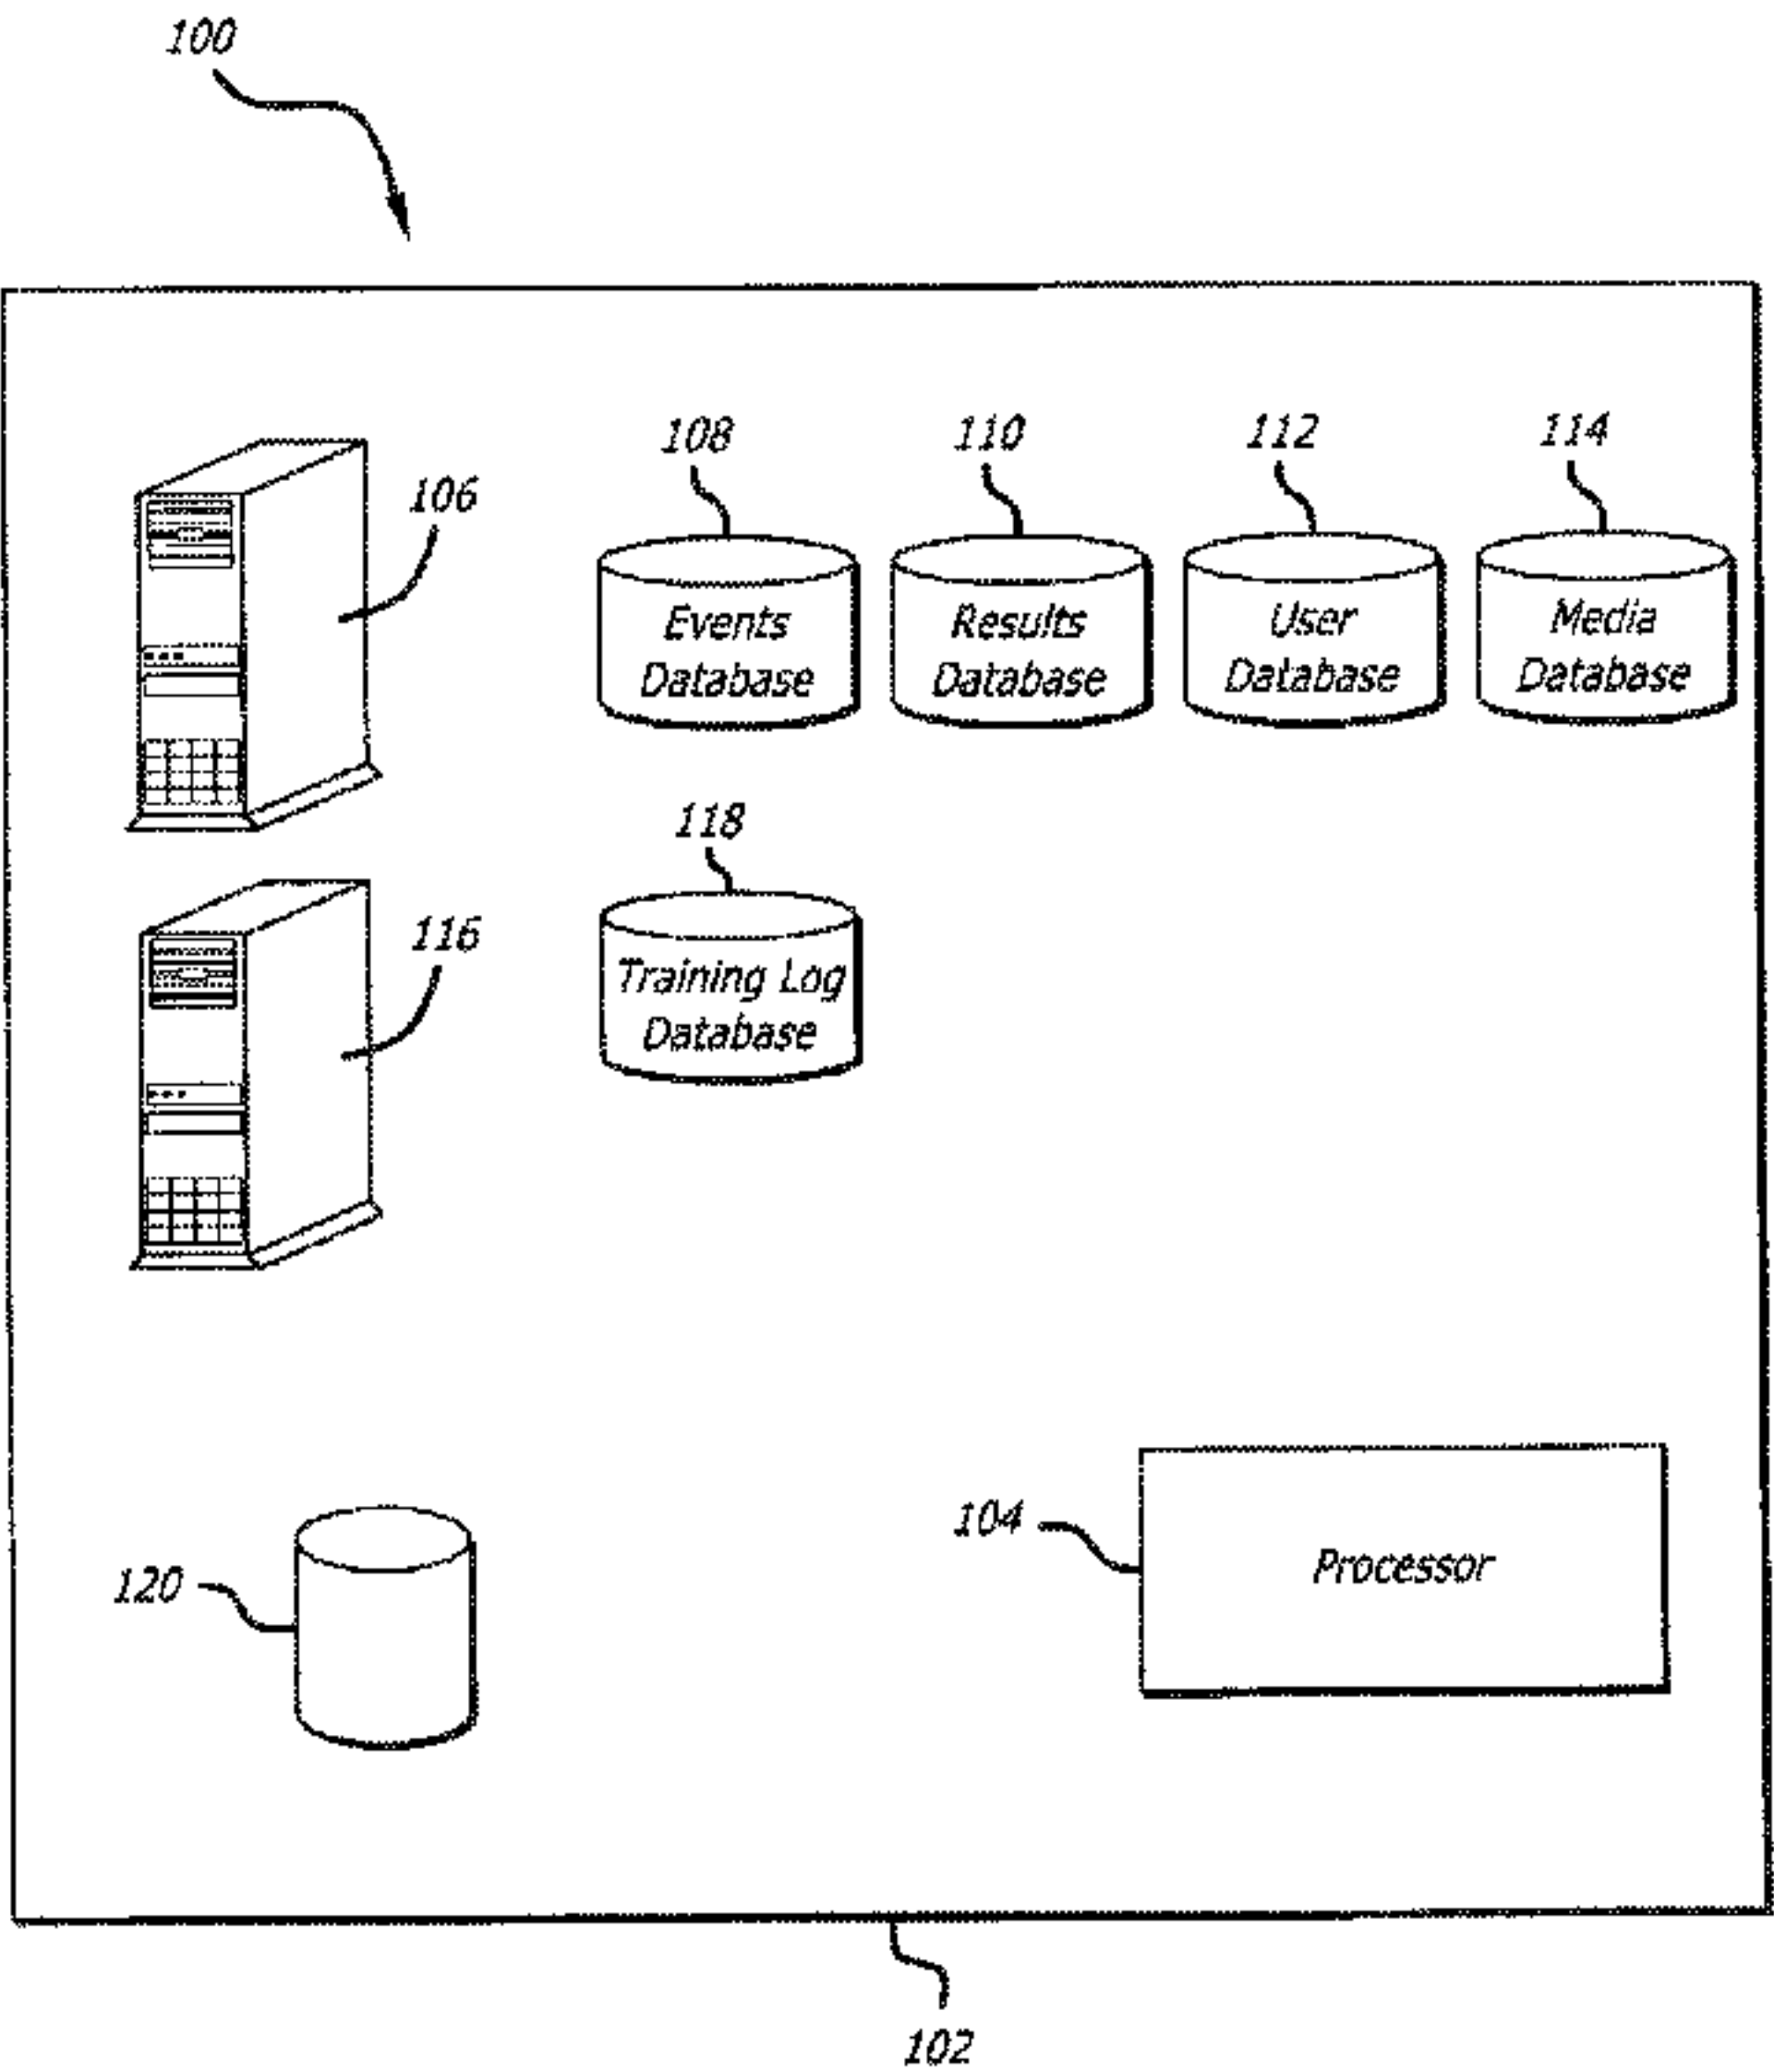 100
108
110
112
114
106
Events
Database
Results
Database
User
Database
Media
Database
118
116
Training Log
Database
104
Processor
120
102